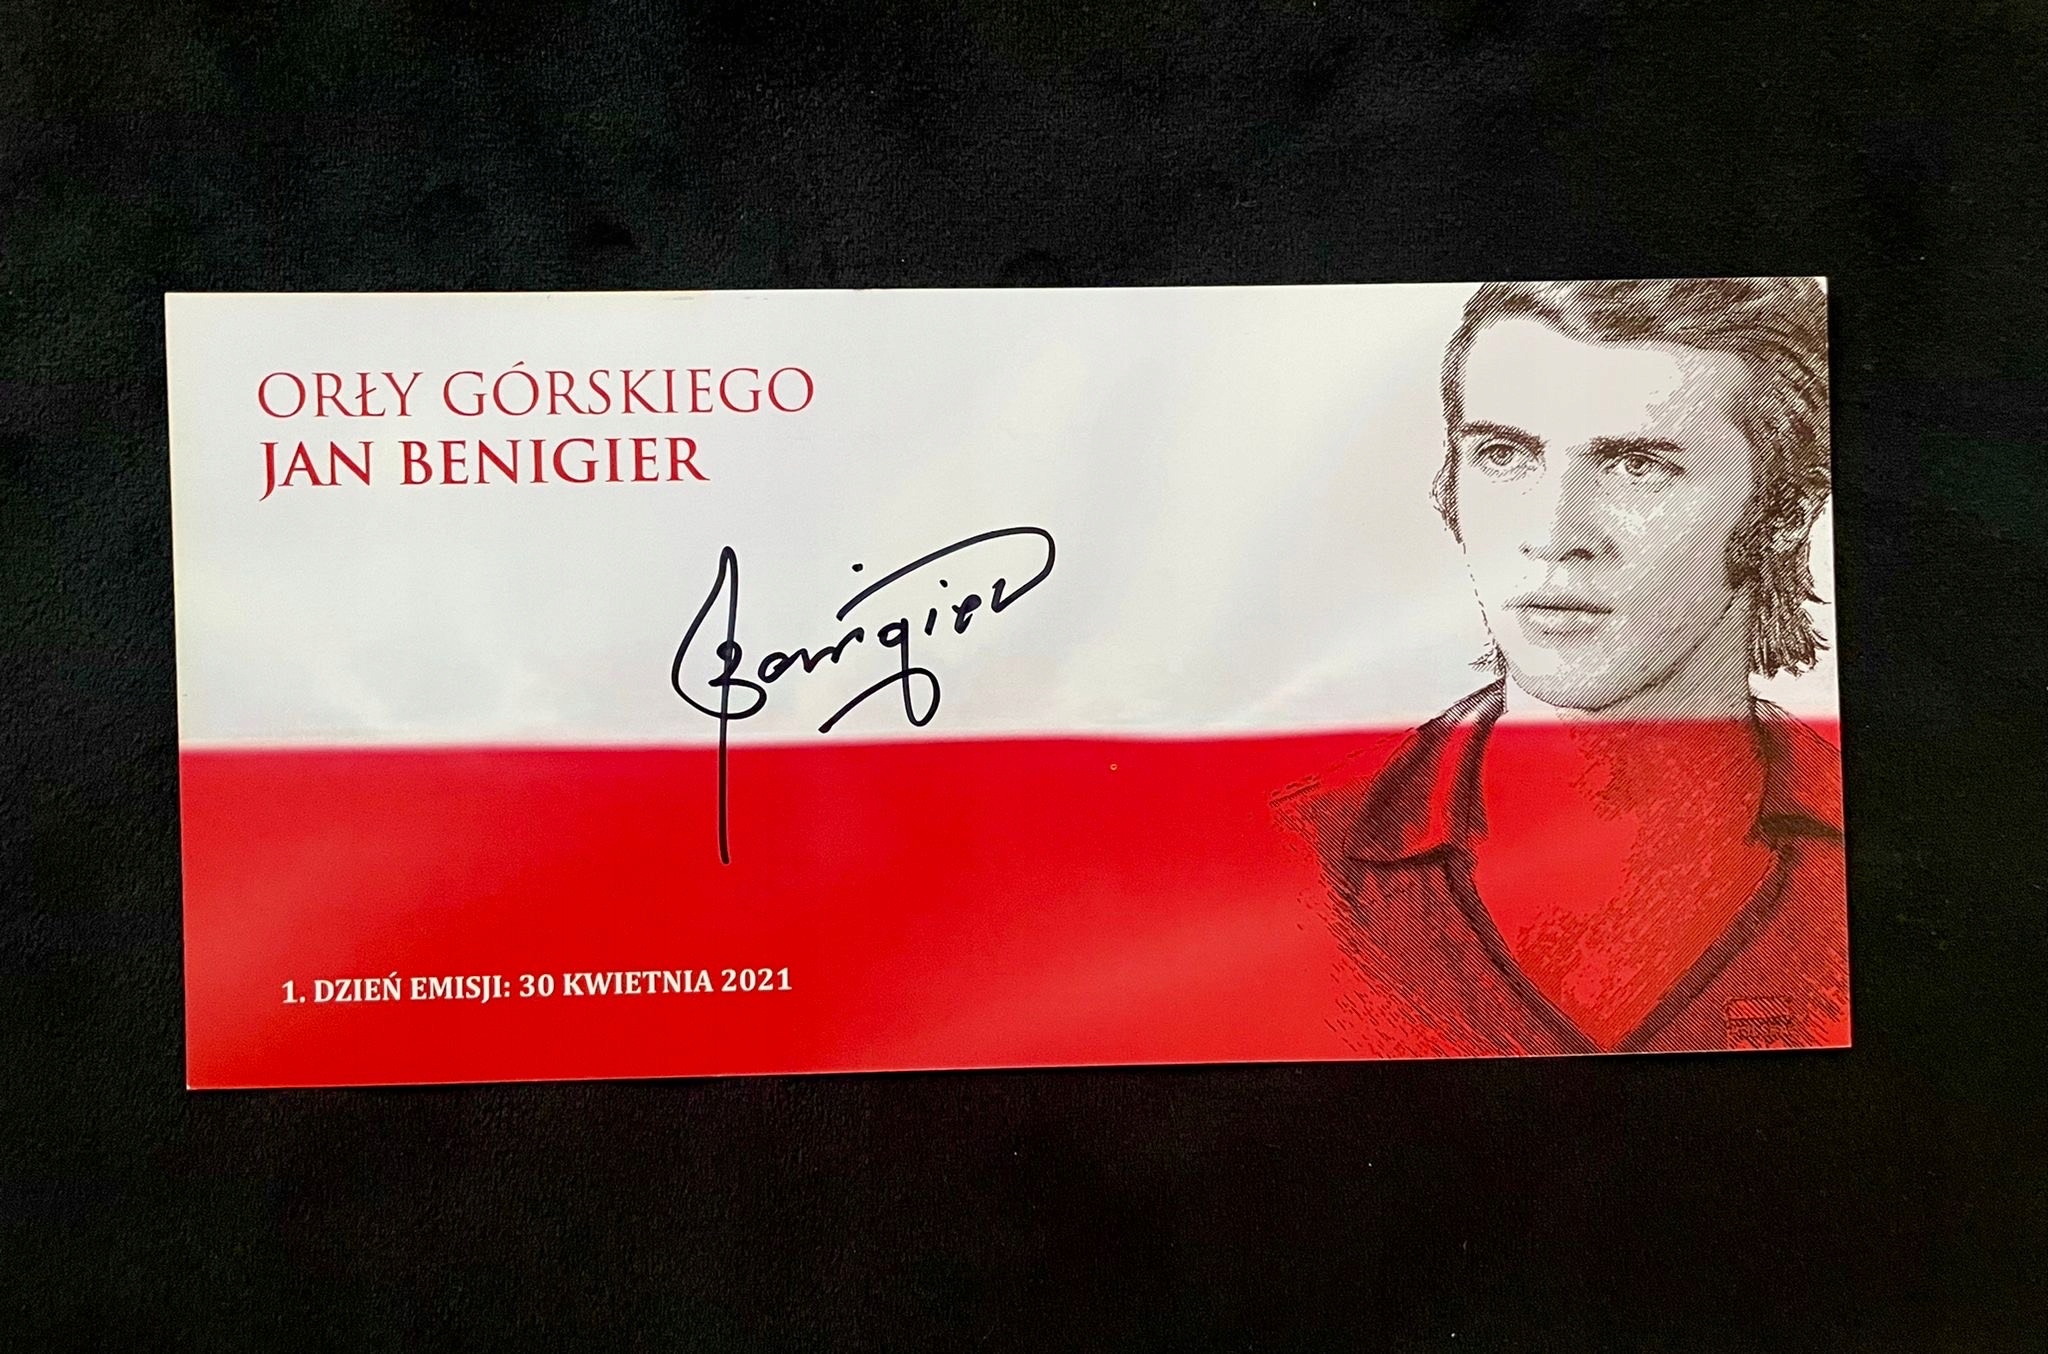 ORŁY GÓRSKIEGO
JAN BENIGIER
Benigier
1. DZIEŃ EMISJI: 30 KWIETNIA 2021